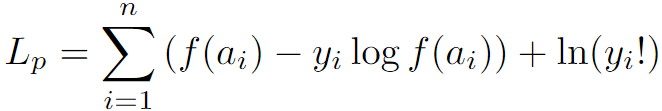 L_p = \sum_{i=1}^{n} (f(a_i) - y_i \log f(a_i)) + \ln(y_i!)